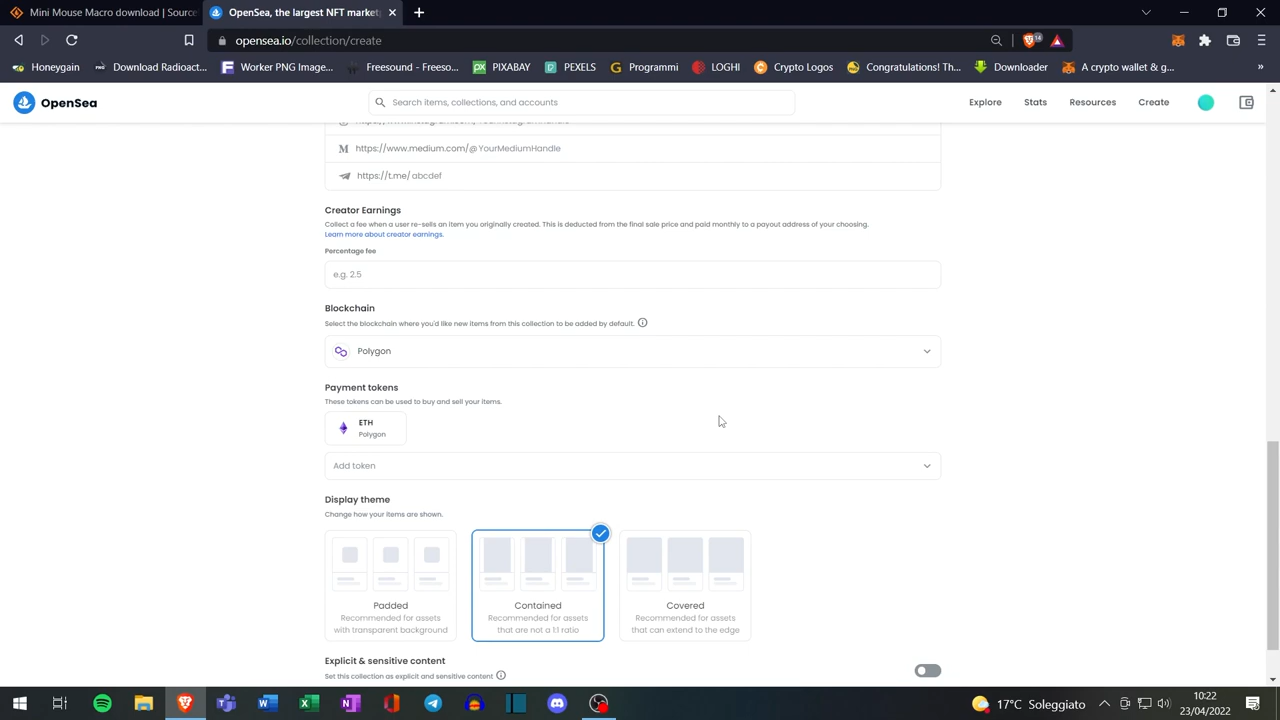 Mini Mouse Macro download | Source
OpenSea, the largest NFT market
opensea.io/collection/create
14
Honeygain
Download Radioact...
Worker PNG Image...
Freesound - Freeso...
PIXABAY
PEXELS
Programmi
LOGHI
Crypto Logos
Congratulations! Th...
Downloader
A crypto wallet & g...
»
OpenSea
Search items, collections, and accounts
Explore
Stats
Resources
Create
M https://www.medium.com/@YourMediumHandle
https://t.me/abcdef
Creator Earnings
Collect a fee when a user re-sells an item you originally created. This is deducted from the final sale price and paid monthly to a payout address of your choosing.
Learn more about creator earnings.
Percentage fee
e.g. 2.5
Blockchain
Select the blockchain where you'd like new items from this collection to be added by default.
Polygon
Payment tokens
These tokens can be used to buy and sell your items.
ETH
Polygon
Add token
Display theme
Change how your items are shown.
Padded
Recommended for assets
with transparent background
Contained
Recommended for assets
that are not a 1:1 ratio
Covered
Recommended for assets
that can extend to the edge
Explicit & sensitive content
Set this collection as explicit and sensitive content
17°C Soleggiato
10:22
23/04/2022